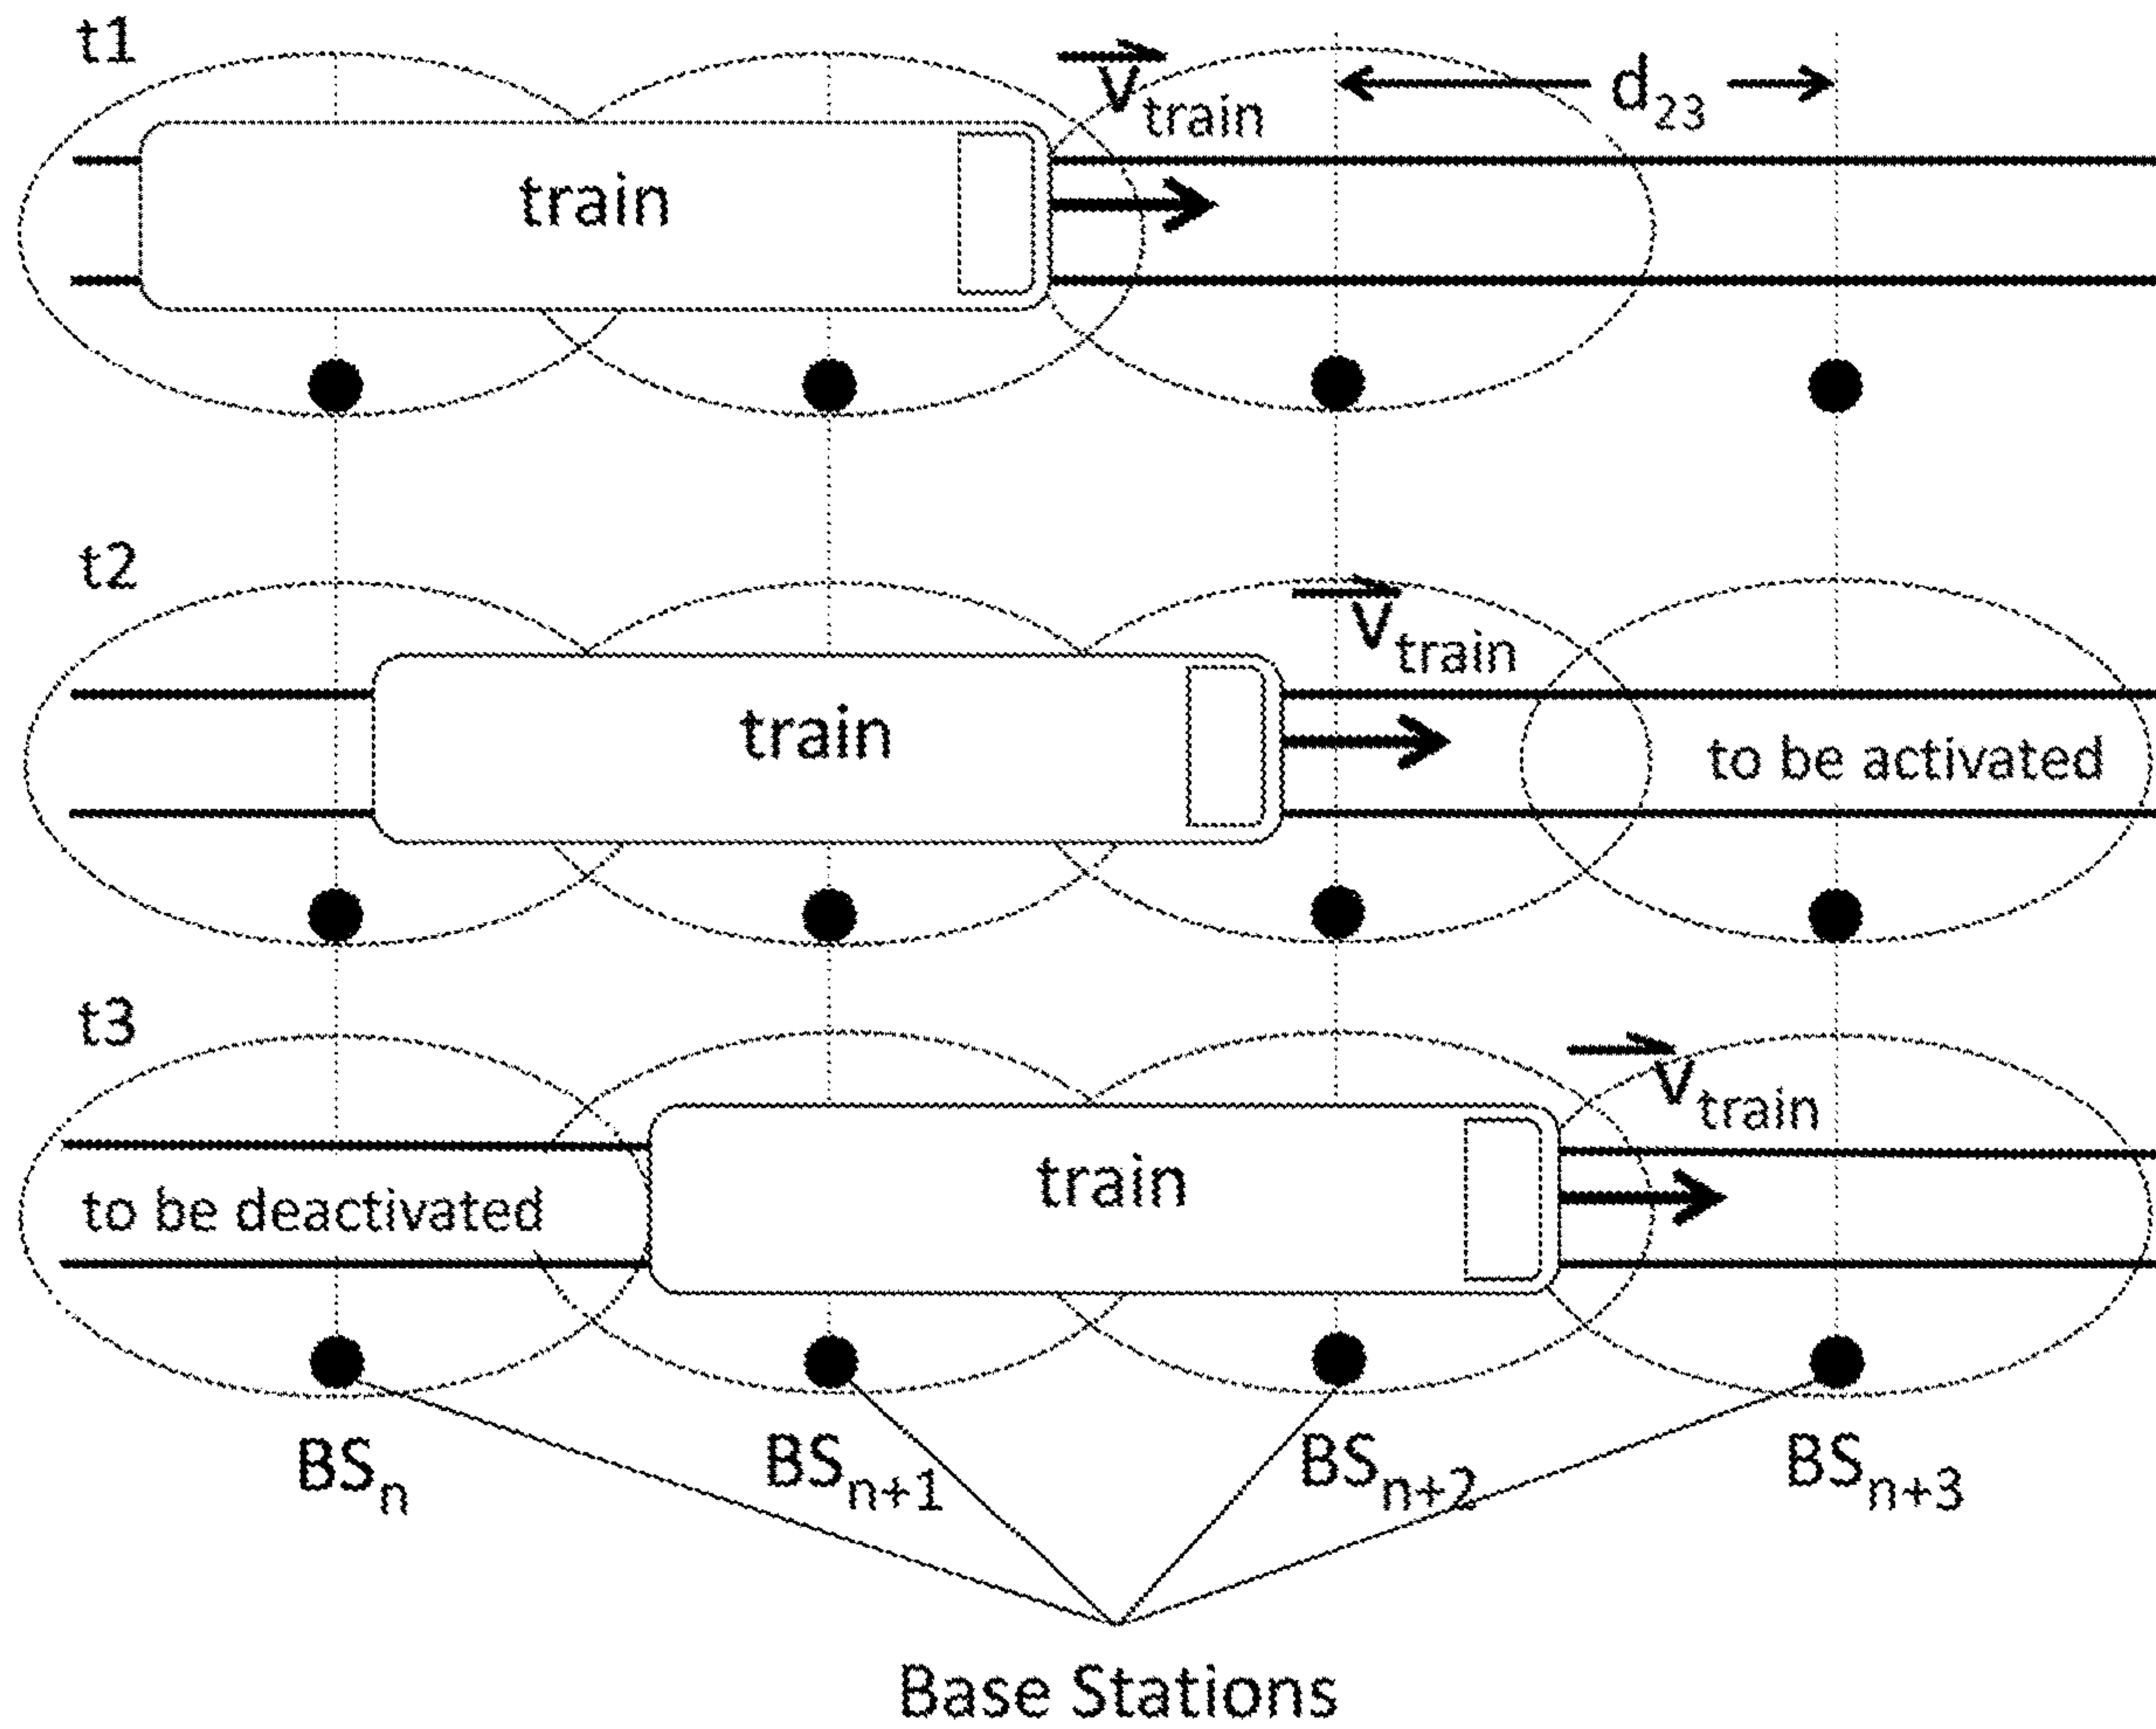 t1
v_train
d_23
train
t2
v_train
train
to be activated
t3
v_train
train
to be deactivated
BS_n
BS_n+1
BS_n+2
BS_n+3
Base Stations